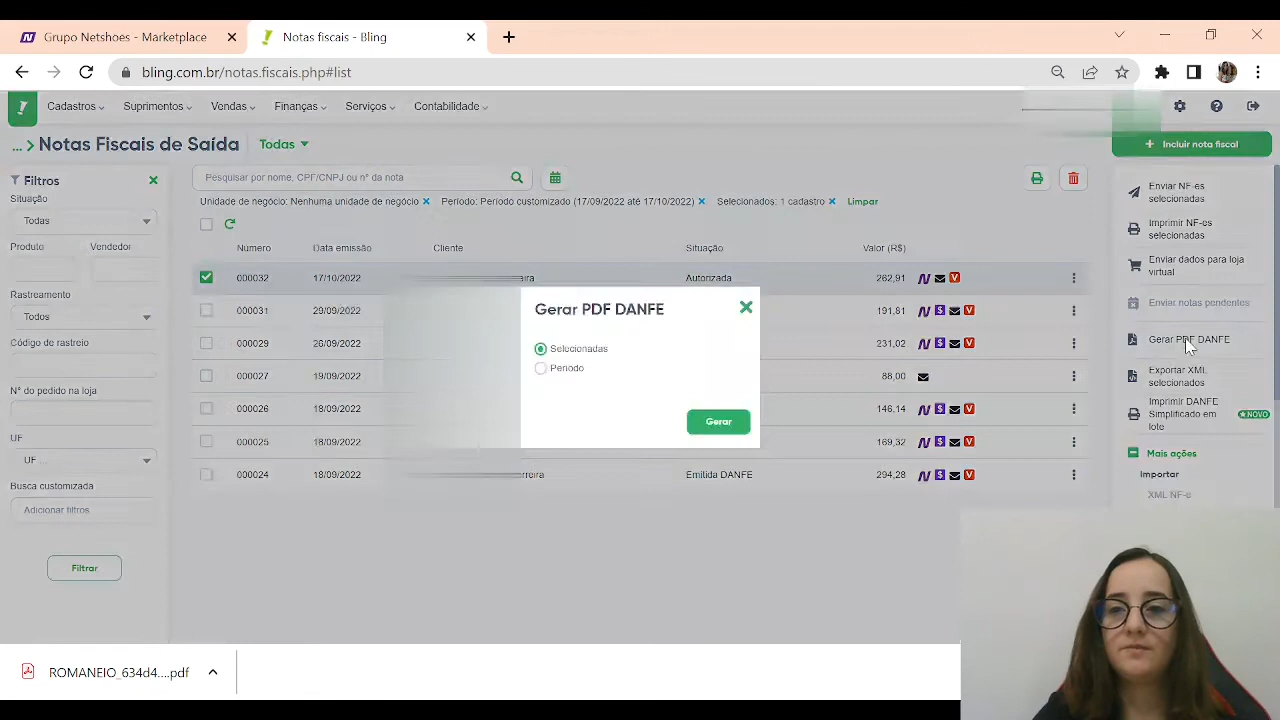 Grupo Netshoes - Marketplace
Notas fiscais - Bling
bling.com.br/notas.fiscais.php#list
Cadastros Suprimentos Vendas Finanças Serviços Contabilidade
... > Notas Fiscais de Saída Todas
+ Incluir nota fiscal
Filtros
Situação
Todas
Produto Vendedor
Rastreamento
Todos
Código de rastreio
Nº do pedido na loja
UF
UF ...
Busca customizada
Adicionar filtros
Filtrar
Pesquisar por nome, CPF/CNPJ ou nº da nota
Unidade de negócio: Nenhuma unidade de negócio Período: Período customizado (17/09/2022 até 17/10/2022) Selecionados: 1 cadastro Limpar
Número Data emissão Cliente Situação Valor (R$)
000032 17/10/2022 eira Autorizada 262,91
000031 29/09/2022 191,81
000029 26/09/2022 231,02
000027 19/09/2022 88,00
000026 18/09/2022 146,14
000025 18/09/2022 169,32
000024 18/09/2022 rreira Emitida DANFE 294,28
Gerar PDF DANFE
Selecionadas
Período
Gerar
Enviar NF-es
selecionadas
Imprimir NF-es
selecionadas
Enviar dados para loja
virtual
Enviar notas pendentes
Gerar PDF DANFE
Exportar XML
selecionados
Imprimir DANFE
Simplificado em
lote
NOVO
Mais ações
Importar
XML NF-e
ROMANEIO_634d4....pdf